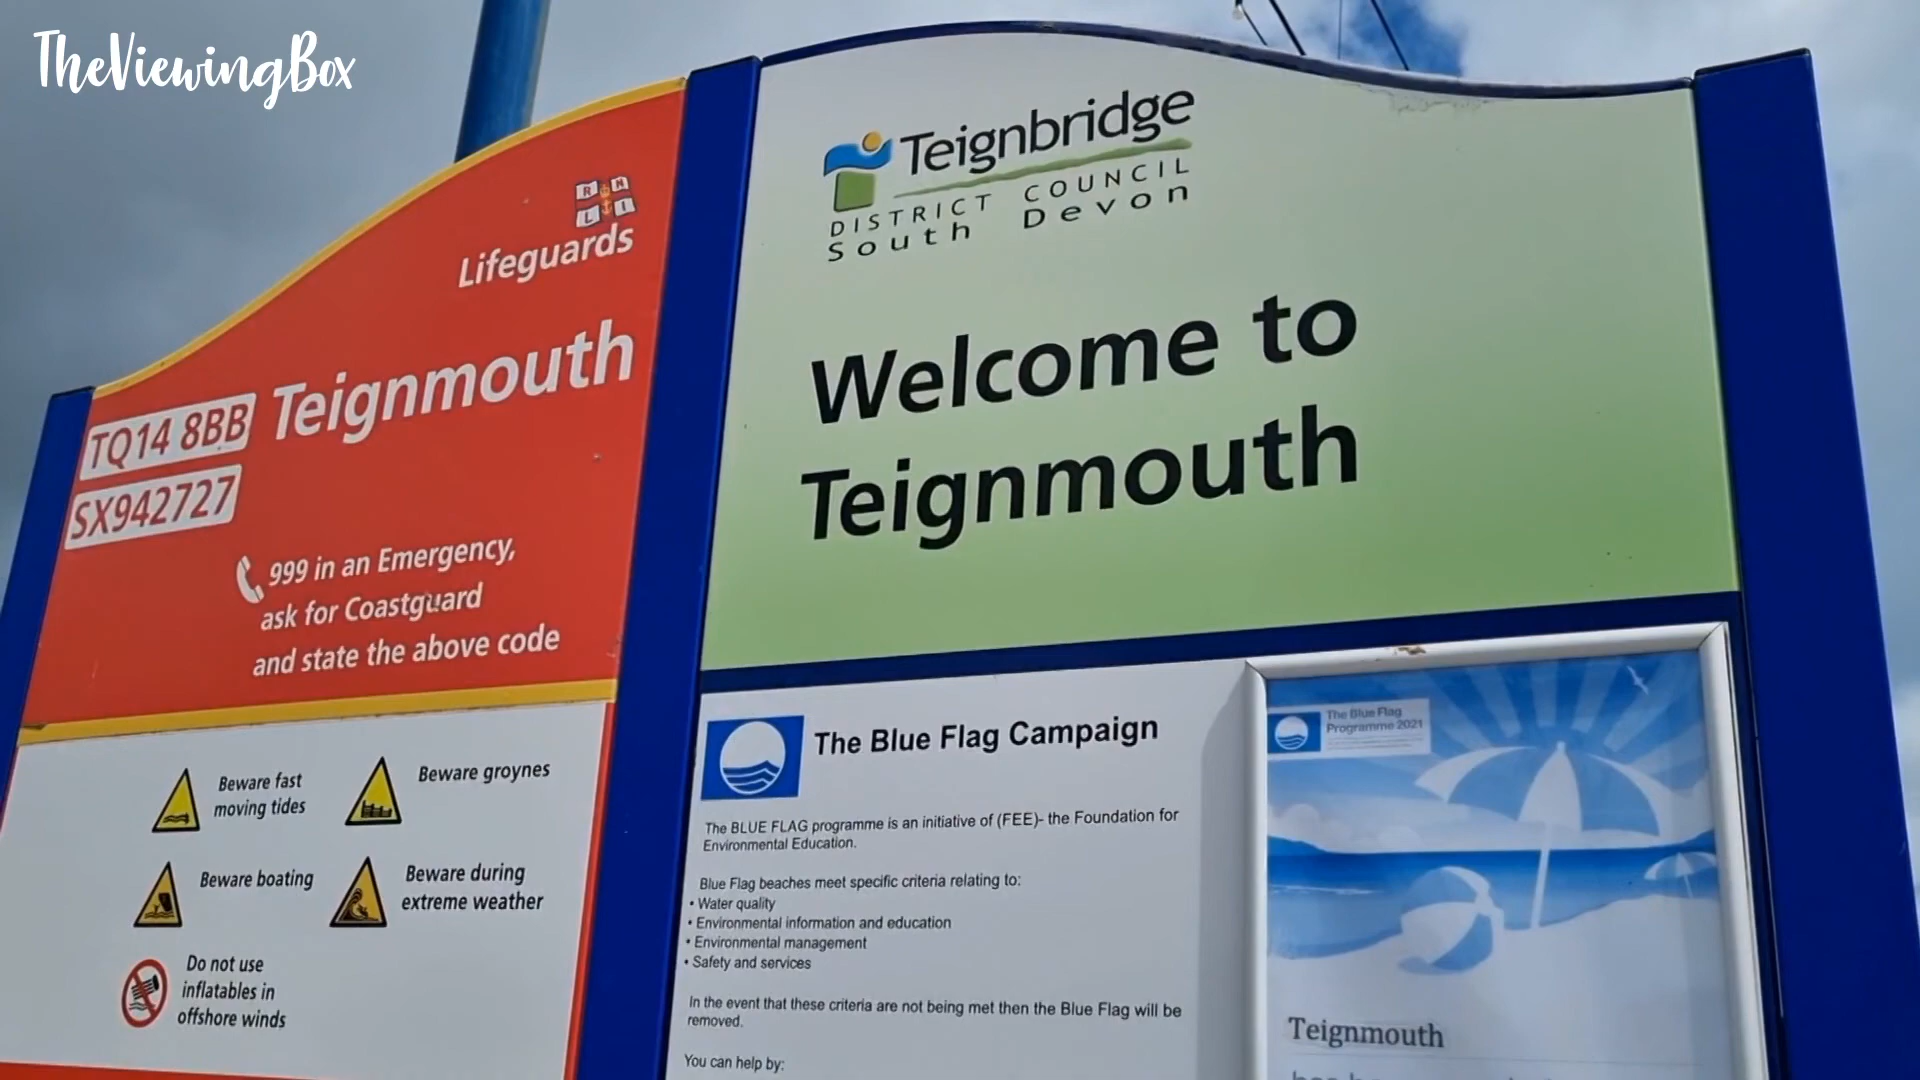 TheViewingBox
RN
LI
Lifeguards
TQ14 8BB Teignmouth
SX942727
999 in an Emergency,
ask for Coastguard
and state the above code
Beware fast
moving tides
Beware groynes
Beware boating
Beware during
extreme weather
Do not use
inflatables in
offshore winds
Teignbridge
DISTRICT COUNCIL
South Devon
Welcome to
Teignmouth
The Blue Flag Campaign
The BLUE FLAG programme is an initiative of (FEE)- the Foundation for
Environmental Education.
Blue Flag beaches meet specific criteria relating to:
• Water quality
• Environmental information and education
• Environmental management
• Safety and services
In the event that these criteria are not being met then the Blue Flag will be
removed.
You can help by:
The Blue Flag
Programme 2021
Teignmouth